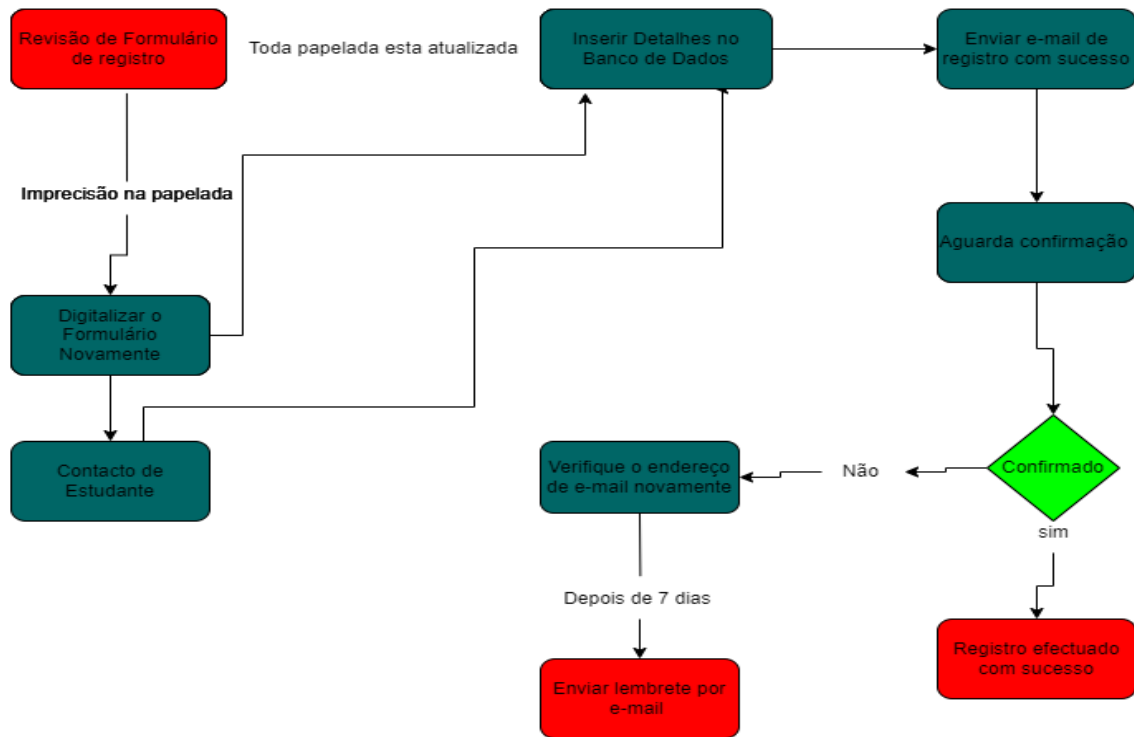 Revisão de Formulário
de registro
Toda papelada esta atualizada
Inserir Detalhes no
Banco de Dados
Enviar e-mail de
registro com sucesso
Imprecisão na papelada
Aguarda confirmação
Digitalizar o
Formulário
Novamente
Contacto de
Estudante
Verifique o endereço
de e-mail novamente
Não
Confirmado
sim
Depois de 7 dias
Enviar lembrete por
e-mail
Registro efectuado
com sucesso